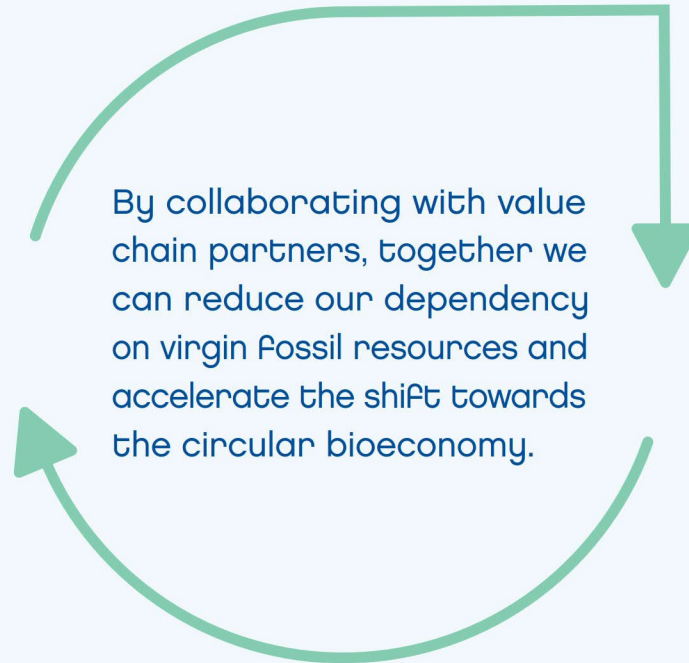 By collaborating with value
chain partners, together we
can reduce our dependency
on virgin fossil resources and
accelerate the shift towards
the circular bioeconomy.